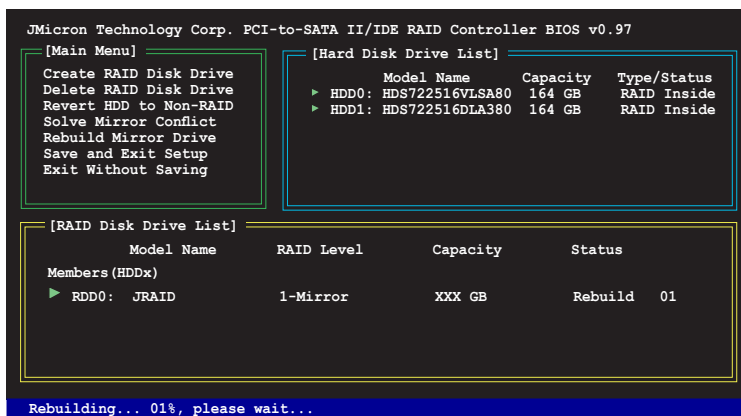 JMicron Technology Corp. PCI-to-SATA II/IDE RAID Controller BIOS v0.97
[Main Menu]
Create RAID Disk Drive
Delete RAID Disk Drive
Revert HDD to Non-RAID
Solve Mirror Conflict
Rebuild Mirror Drive
Save and Exit Setup
Exit Without Saving
[Hard Disk Drive List]
Model Name Capacity Type/Status
HDD0: HDS722516VLSA80 164 GB RAID Inside
HDD1: HDS722516DLA380 164 GB RAID Inside
[RAID Disk Drive List]
Model Name RAID Level Capacity Status
Members(HDDx)
RDD0: JRAID 1-Mirror XXX GB Rebuild 01
Rebuilding... 01%, please wait...